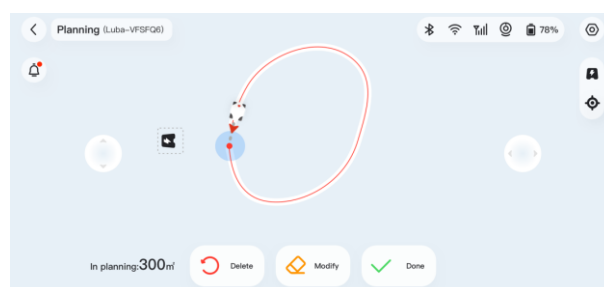 Planning (Luba-VFSFQ6)
78%
In planning:300㎡
Delete
Modify
Done